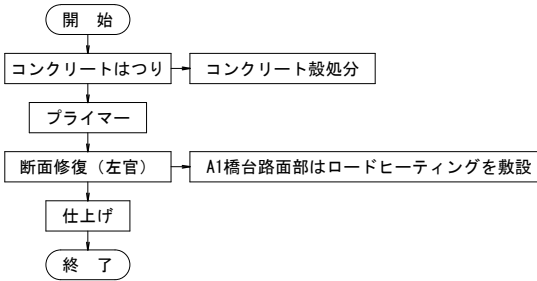 開　始
コンクリートはつり
コンクリート殻処分
プライマー
断面修復（左官）
A1橋台路面部はロードヒーティングを敷設
仕上げ
終　了